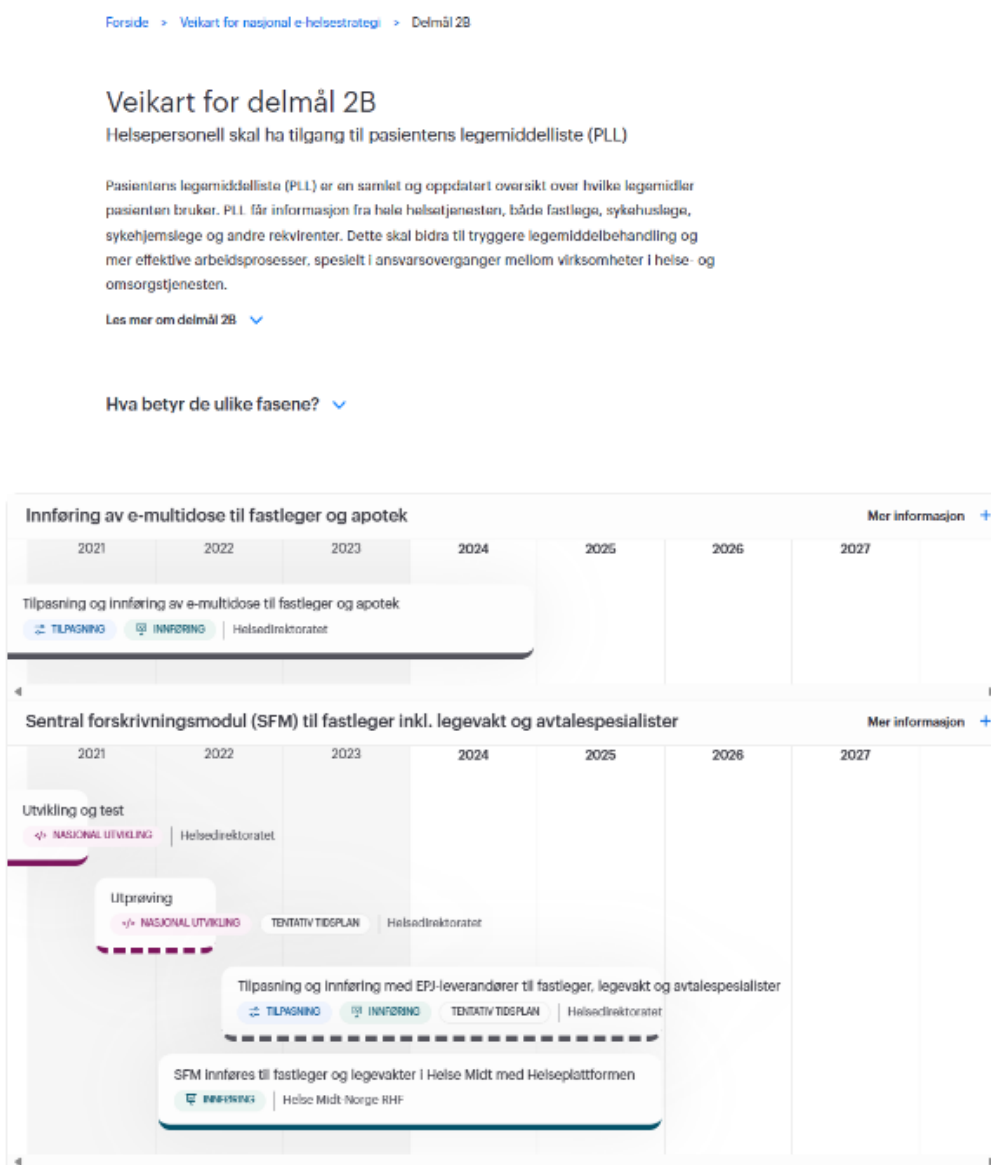 Forside > Veikart for nasjonal e-helsestrategi > Delmål 2B
Veikart for delmål 2B
Helsepersonell skal ha tilgang til pasientens legemiddelliste (PLL)
Pasientens legemiddelliste (PLL) er en samlet og oppdatert oversikt over hvilke legemidler
pasienten bruker. PLL får informasjon fra hele helsetjenesten, både fastlege, sykehuslege,
sykehjemslege og andre rekvirenter. Dette skal bidra til tryggere legemiddelbehandling og
mer effektive arbeidsprosesser, spesielt i ansvarsoverganger mellom virksomheter i helse- og
omsorgstjenesten.
Les mer om delmål 2B
Hva betyr de ulike fasene?
Innføring av e-multidose til fastleger og apotek Mer informasjon +
2021 2022 2023 2024 2025 2026 2027
Tilpasning og innføring av e-multidose til fastleger og apotek
TILPASNING INNFØRING | Helsedirektoratet
Sentral forskrivningsmodul (SFM) til fastleger inkl. legevakt og avtalespesialister Mer informasjon +
2021 2022 2023 2024 2025 2026 2027
Utvikling og test
</> NASJONAL UTVIKLING | Helsedirektoratet
Utprøving
</> NASJONAL UTVIKLING TENTATIV TIDSPLAN | Helsedirektoratet
Tilpasning og innføring med EPJ-leverandører til fastleger, legevakt og avtalespesialister
TILPASNING INNFØRING TENTATIV TIDSPLAN | Helsedirektoratet
SFM innføres til fastleger og legevakter i Helse Midt med Helseplattformen
INNFØRING | Helse Midt-Norge RHF